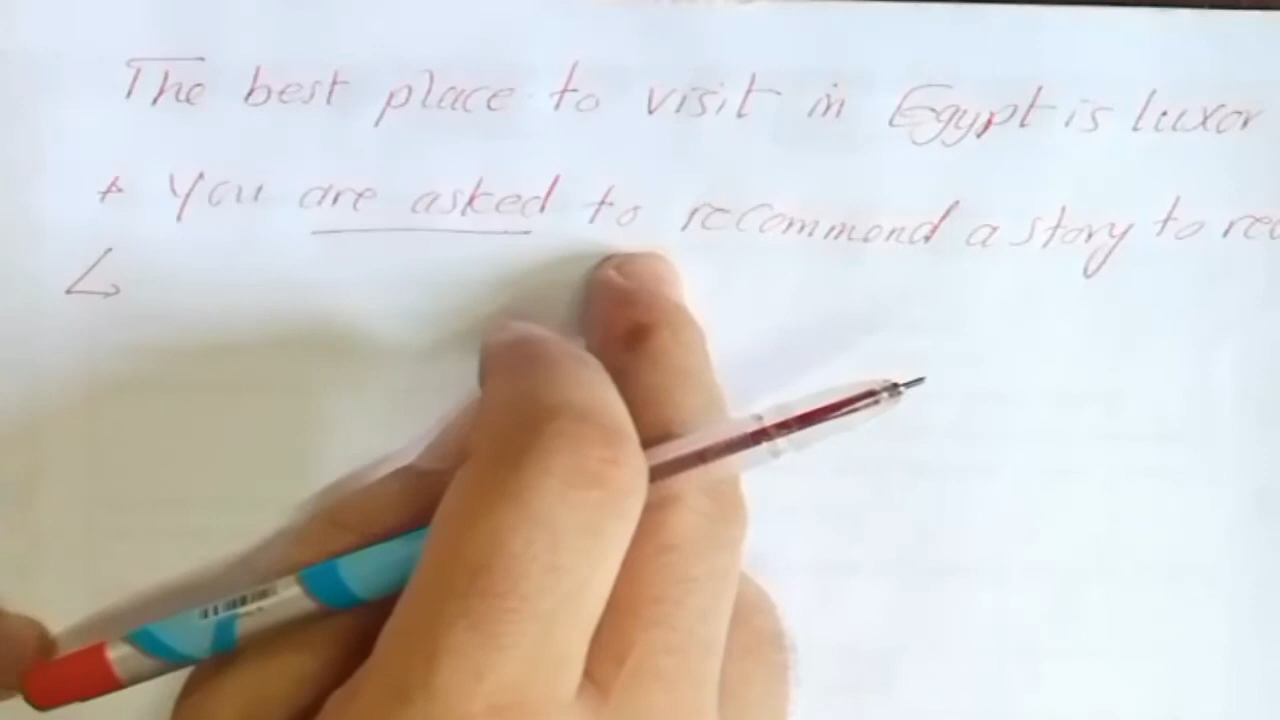 The best place to visit in Egypt is luxor
+ You are asked to recommend a story to